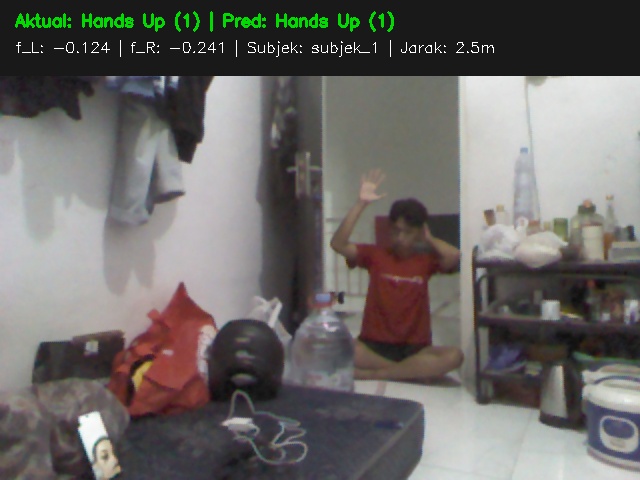 Aktual: Hands Up (1) | Pred: Hands Up (1)
f_L: −0.124 | f_R: −0.241 | Subjek: subjek_1 | Jarak: 2.5m